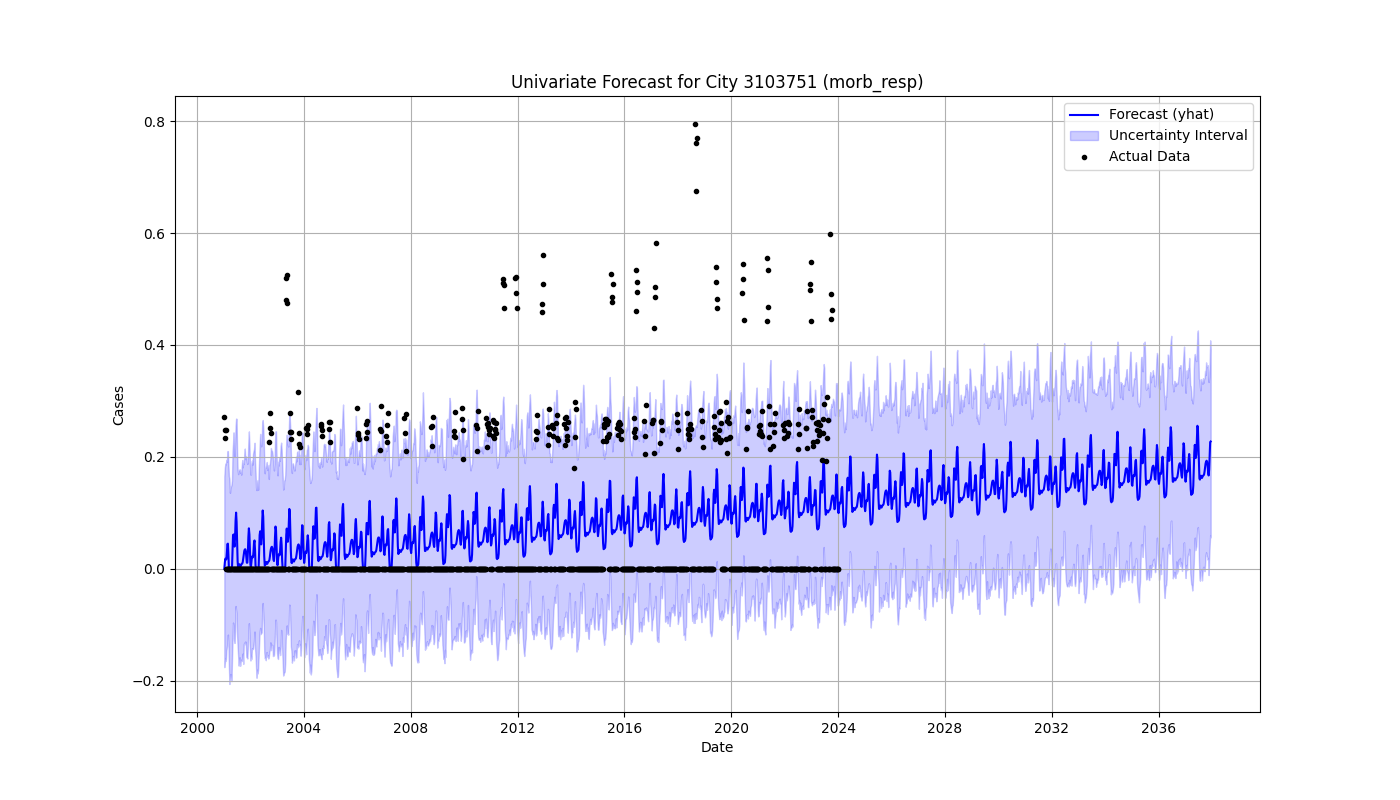 Univariate Forecast for City 3103751 (morb_resp)
Forecast (yhat)
Uncertainty Interval
Actual Data
Cases
0.8
0.6
0.4
0.2
0.0
−0.2
2000 2004 2008 2012 2016 2020 2024 2028 2032 2036
Date